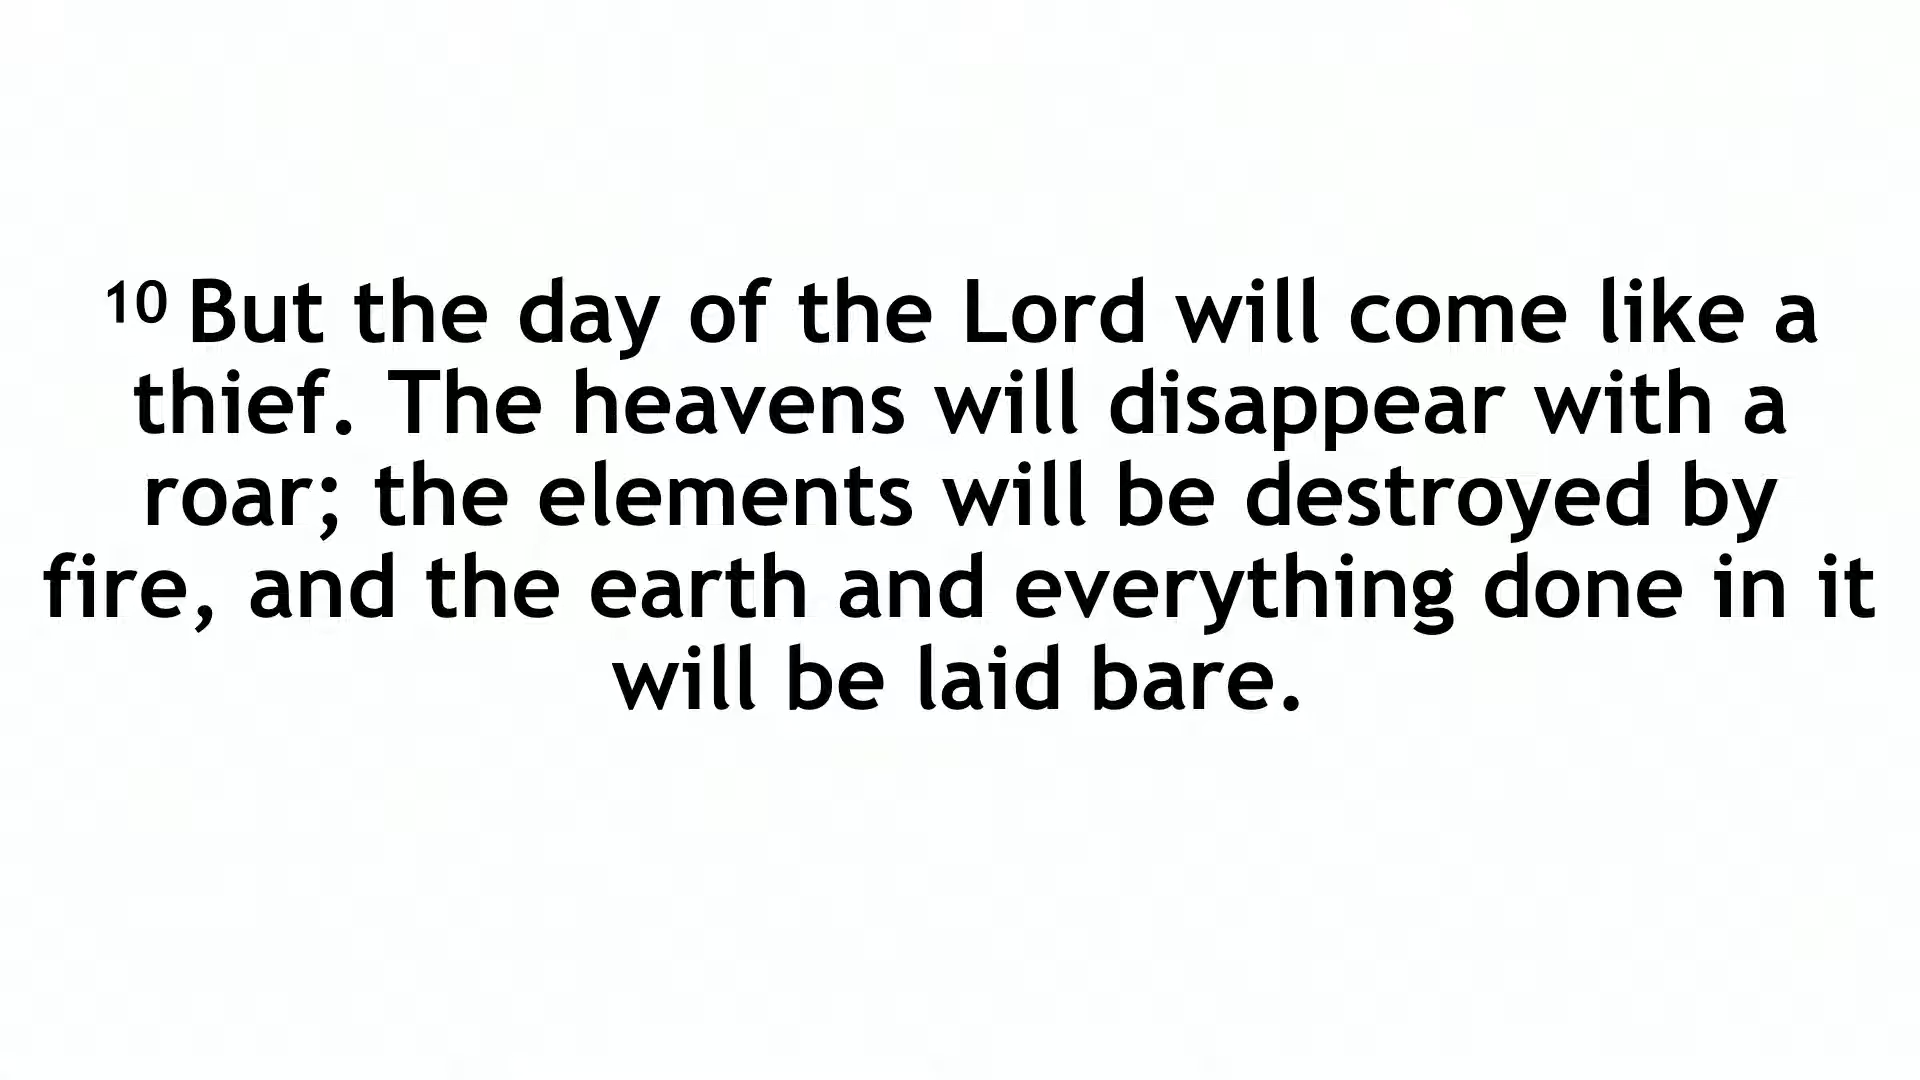 10 But the day of the Lord will come like a
thief. The heavens will disappear with a
roar; the elements will be destroyed by
fire, and the earth and everything done in it
will be laid bare.